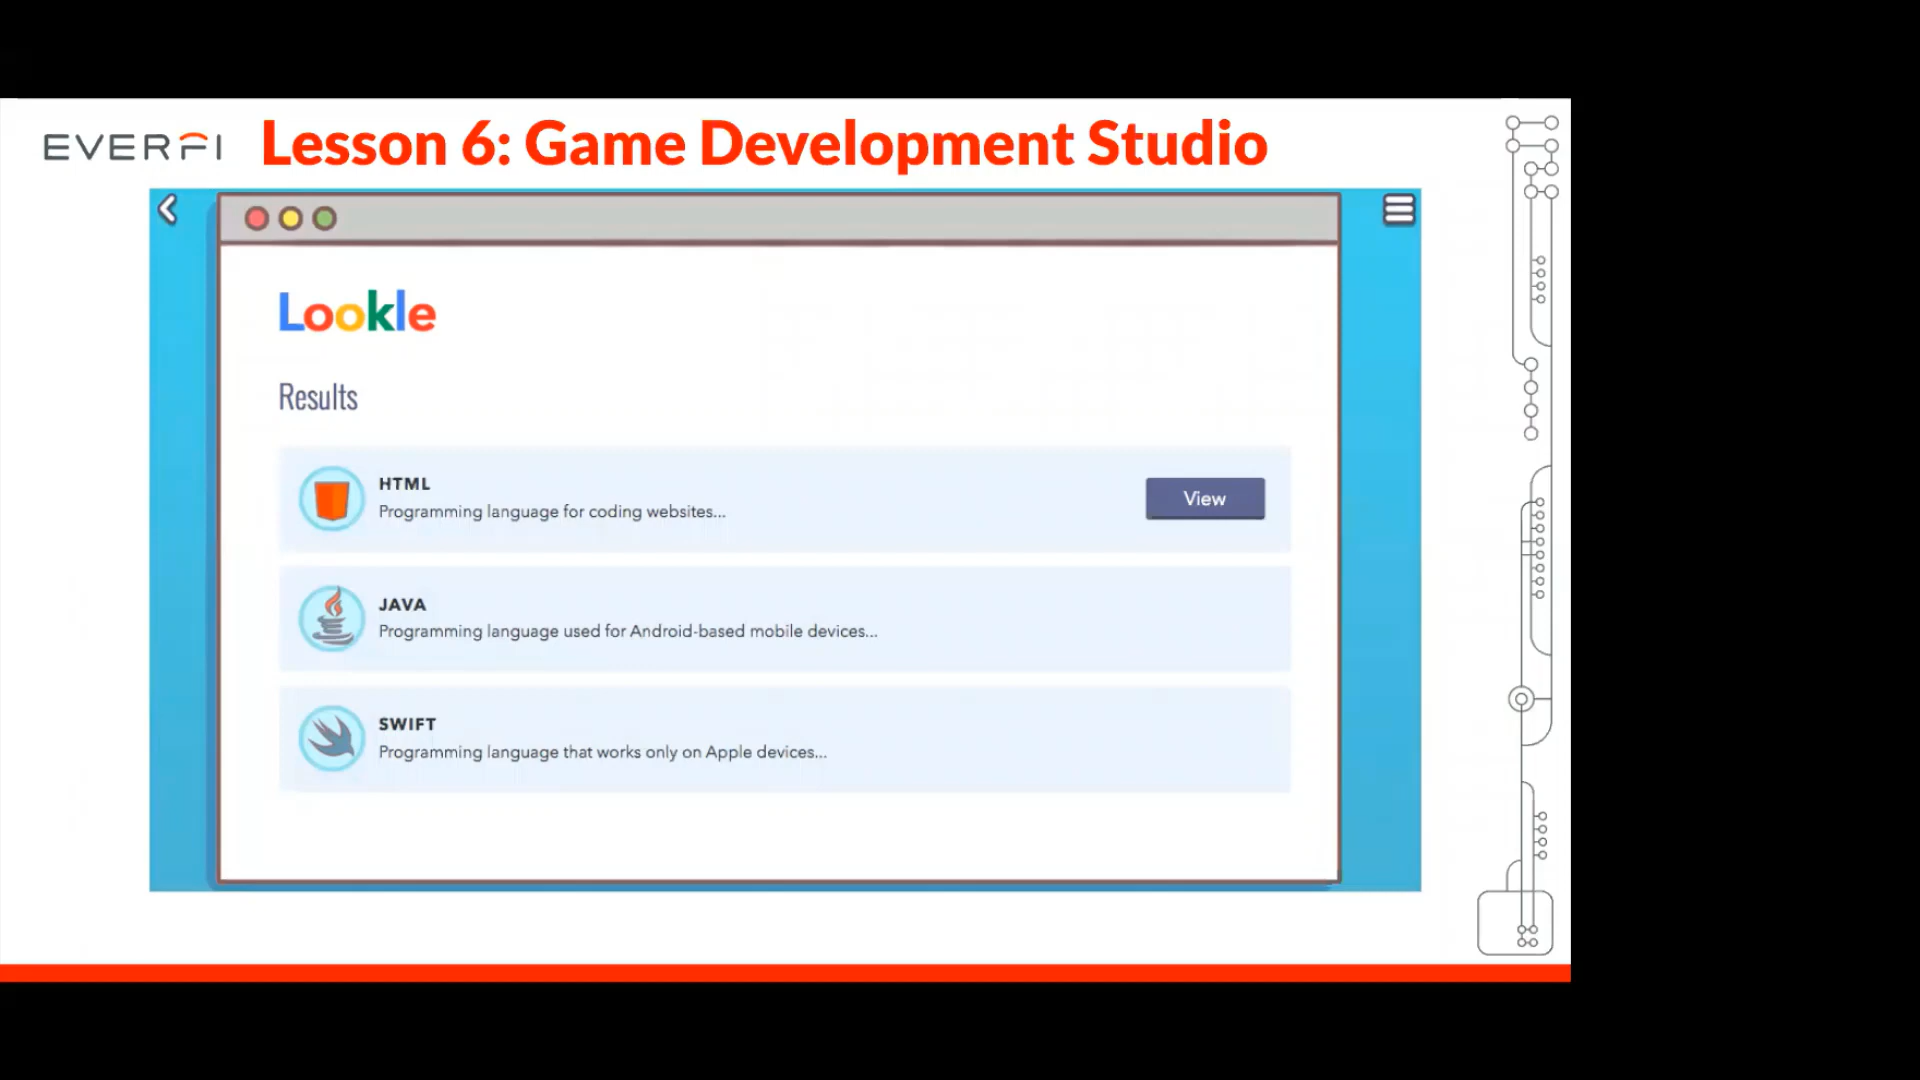 EVERFI Lesson 6: Game Development Studio
Lookle
Results
HTML
Programming language for coding websites...
View
JAVA
Programming language used for Android-based mobile devices...
SWIFT
Programming language that works only on Apple devices...